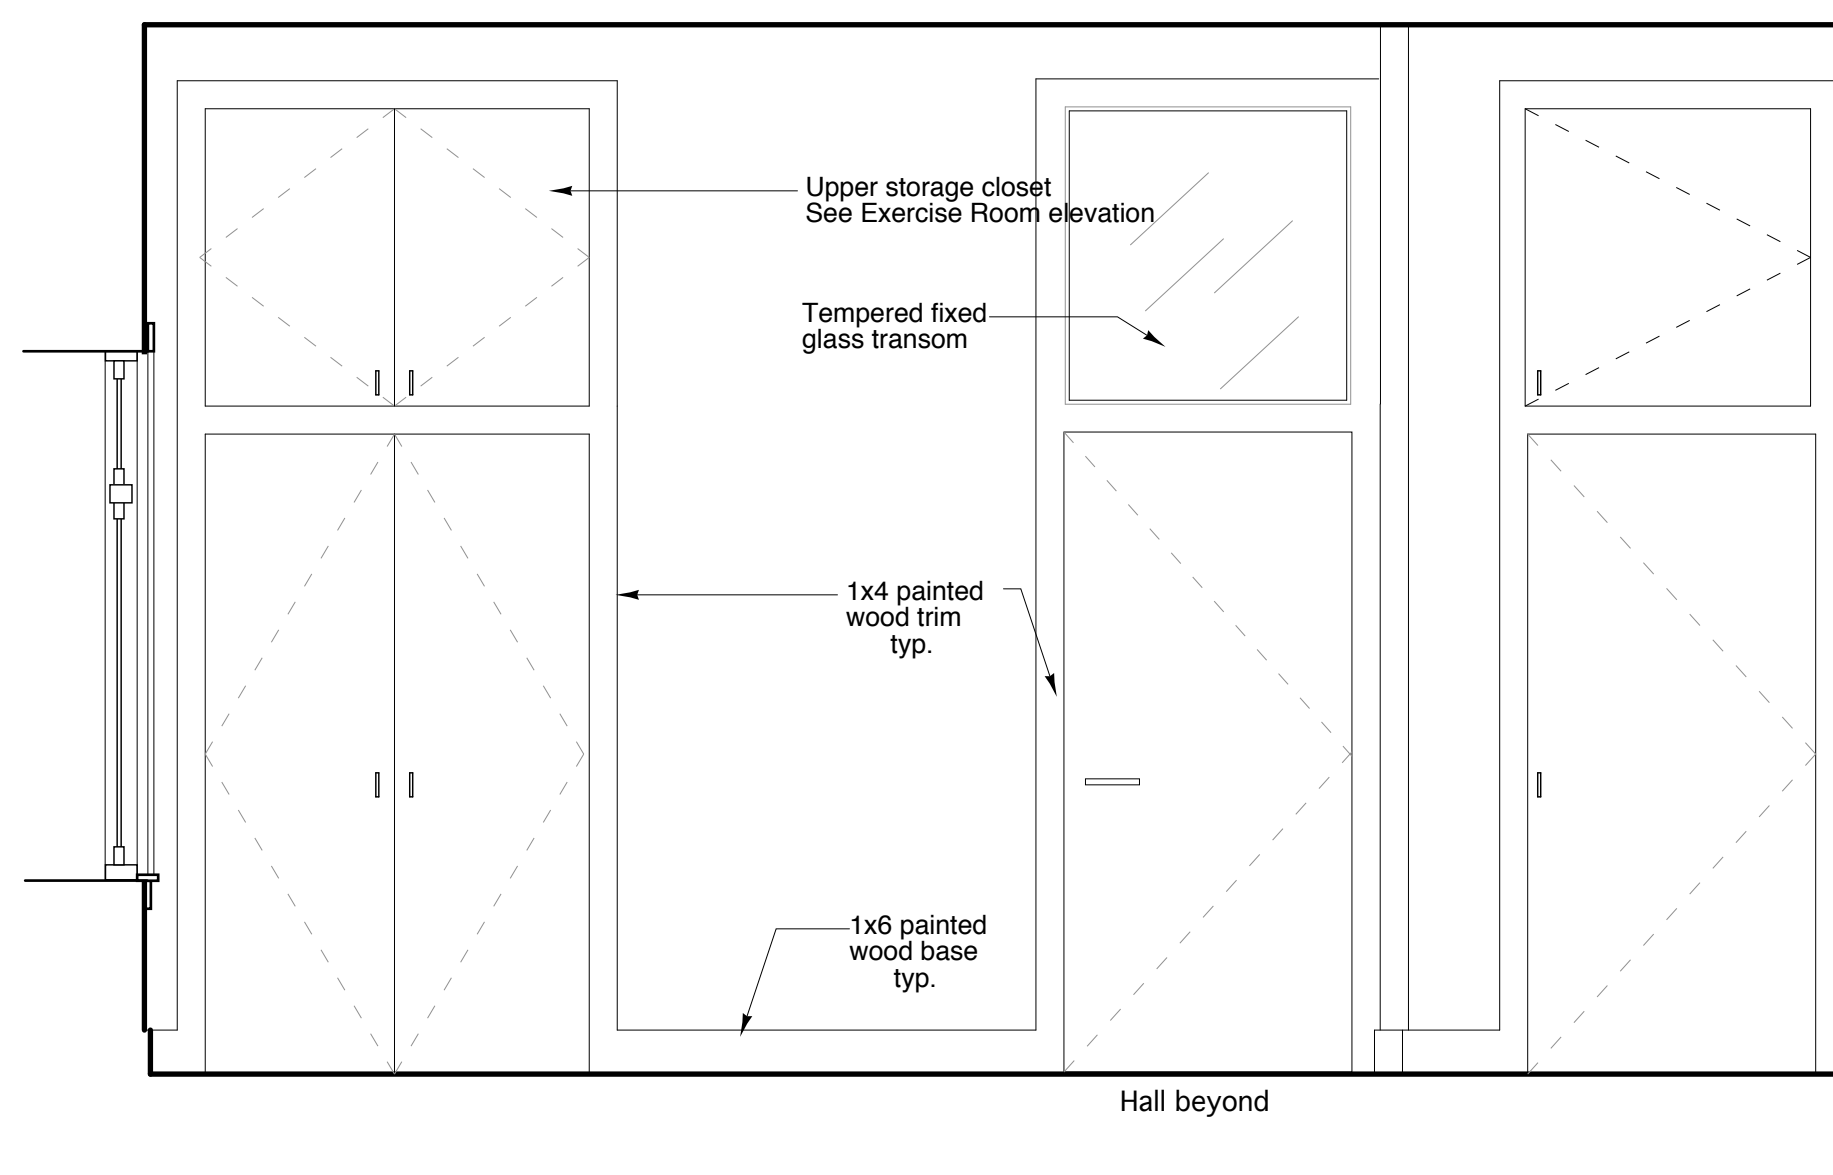 Upper storage closet
See Exercise Room elevation
Tempered fixed
glass transom
1x4 painted
wood trim
typ.
1x6 painted
wood base
typ.
Hall beyond